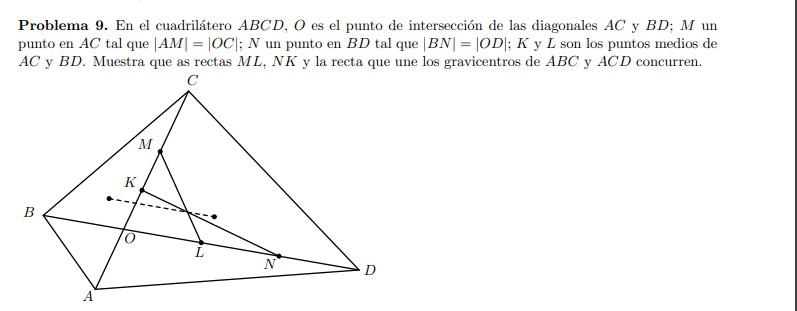 Problema 9. En el cuadrilátero ABCD, O es el punto de intersección de las diagonales AC y BD; M un
punto en AC tal que |AM| = |OC|; N un punto en BD tal que |BN| = |OD|; K y L son los puntos medios de
AC y BD. Muestra que as rectas ML, NK y la recta que une los gravicentros de ABC y ACD concurren.
C
M
K
B
O
L
N
D
A